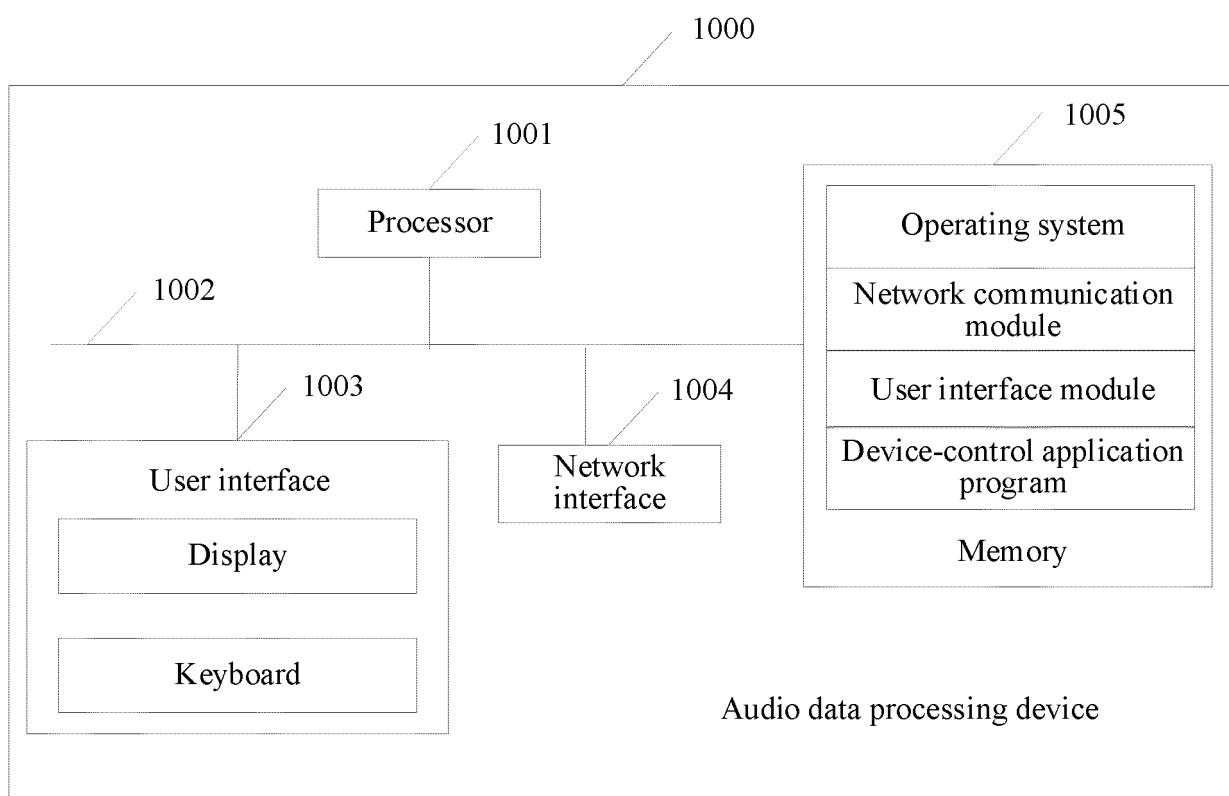 1000
1005
1001
Processor
Operating system
Network communication
module
1002
User interface module
1003
1004
Device-control application
program
User interface
Network
interface
Display
Memory
Keyboard
Audio data processing device